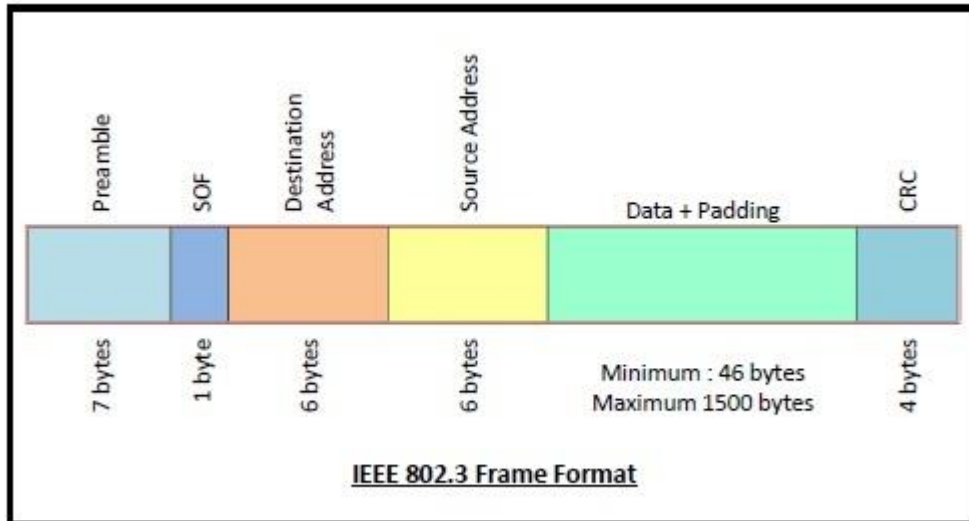 Preamble
SOF
Destination
Address
Source Address
Data + Padding
CRC
7 bytes
1 byte
6 bytes
6 bytes
Minimum : 46 bytes
Maximum 1500 bytes
4 bytes
IEEE 802.3 Frame Format